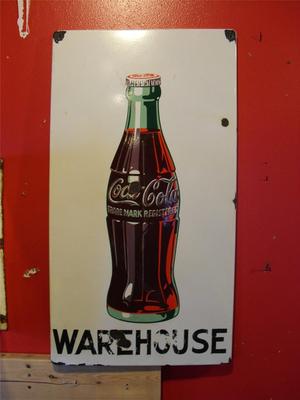 Coca-Cola
TRADE MARK REGISTERED
WAREHOUSE